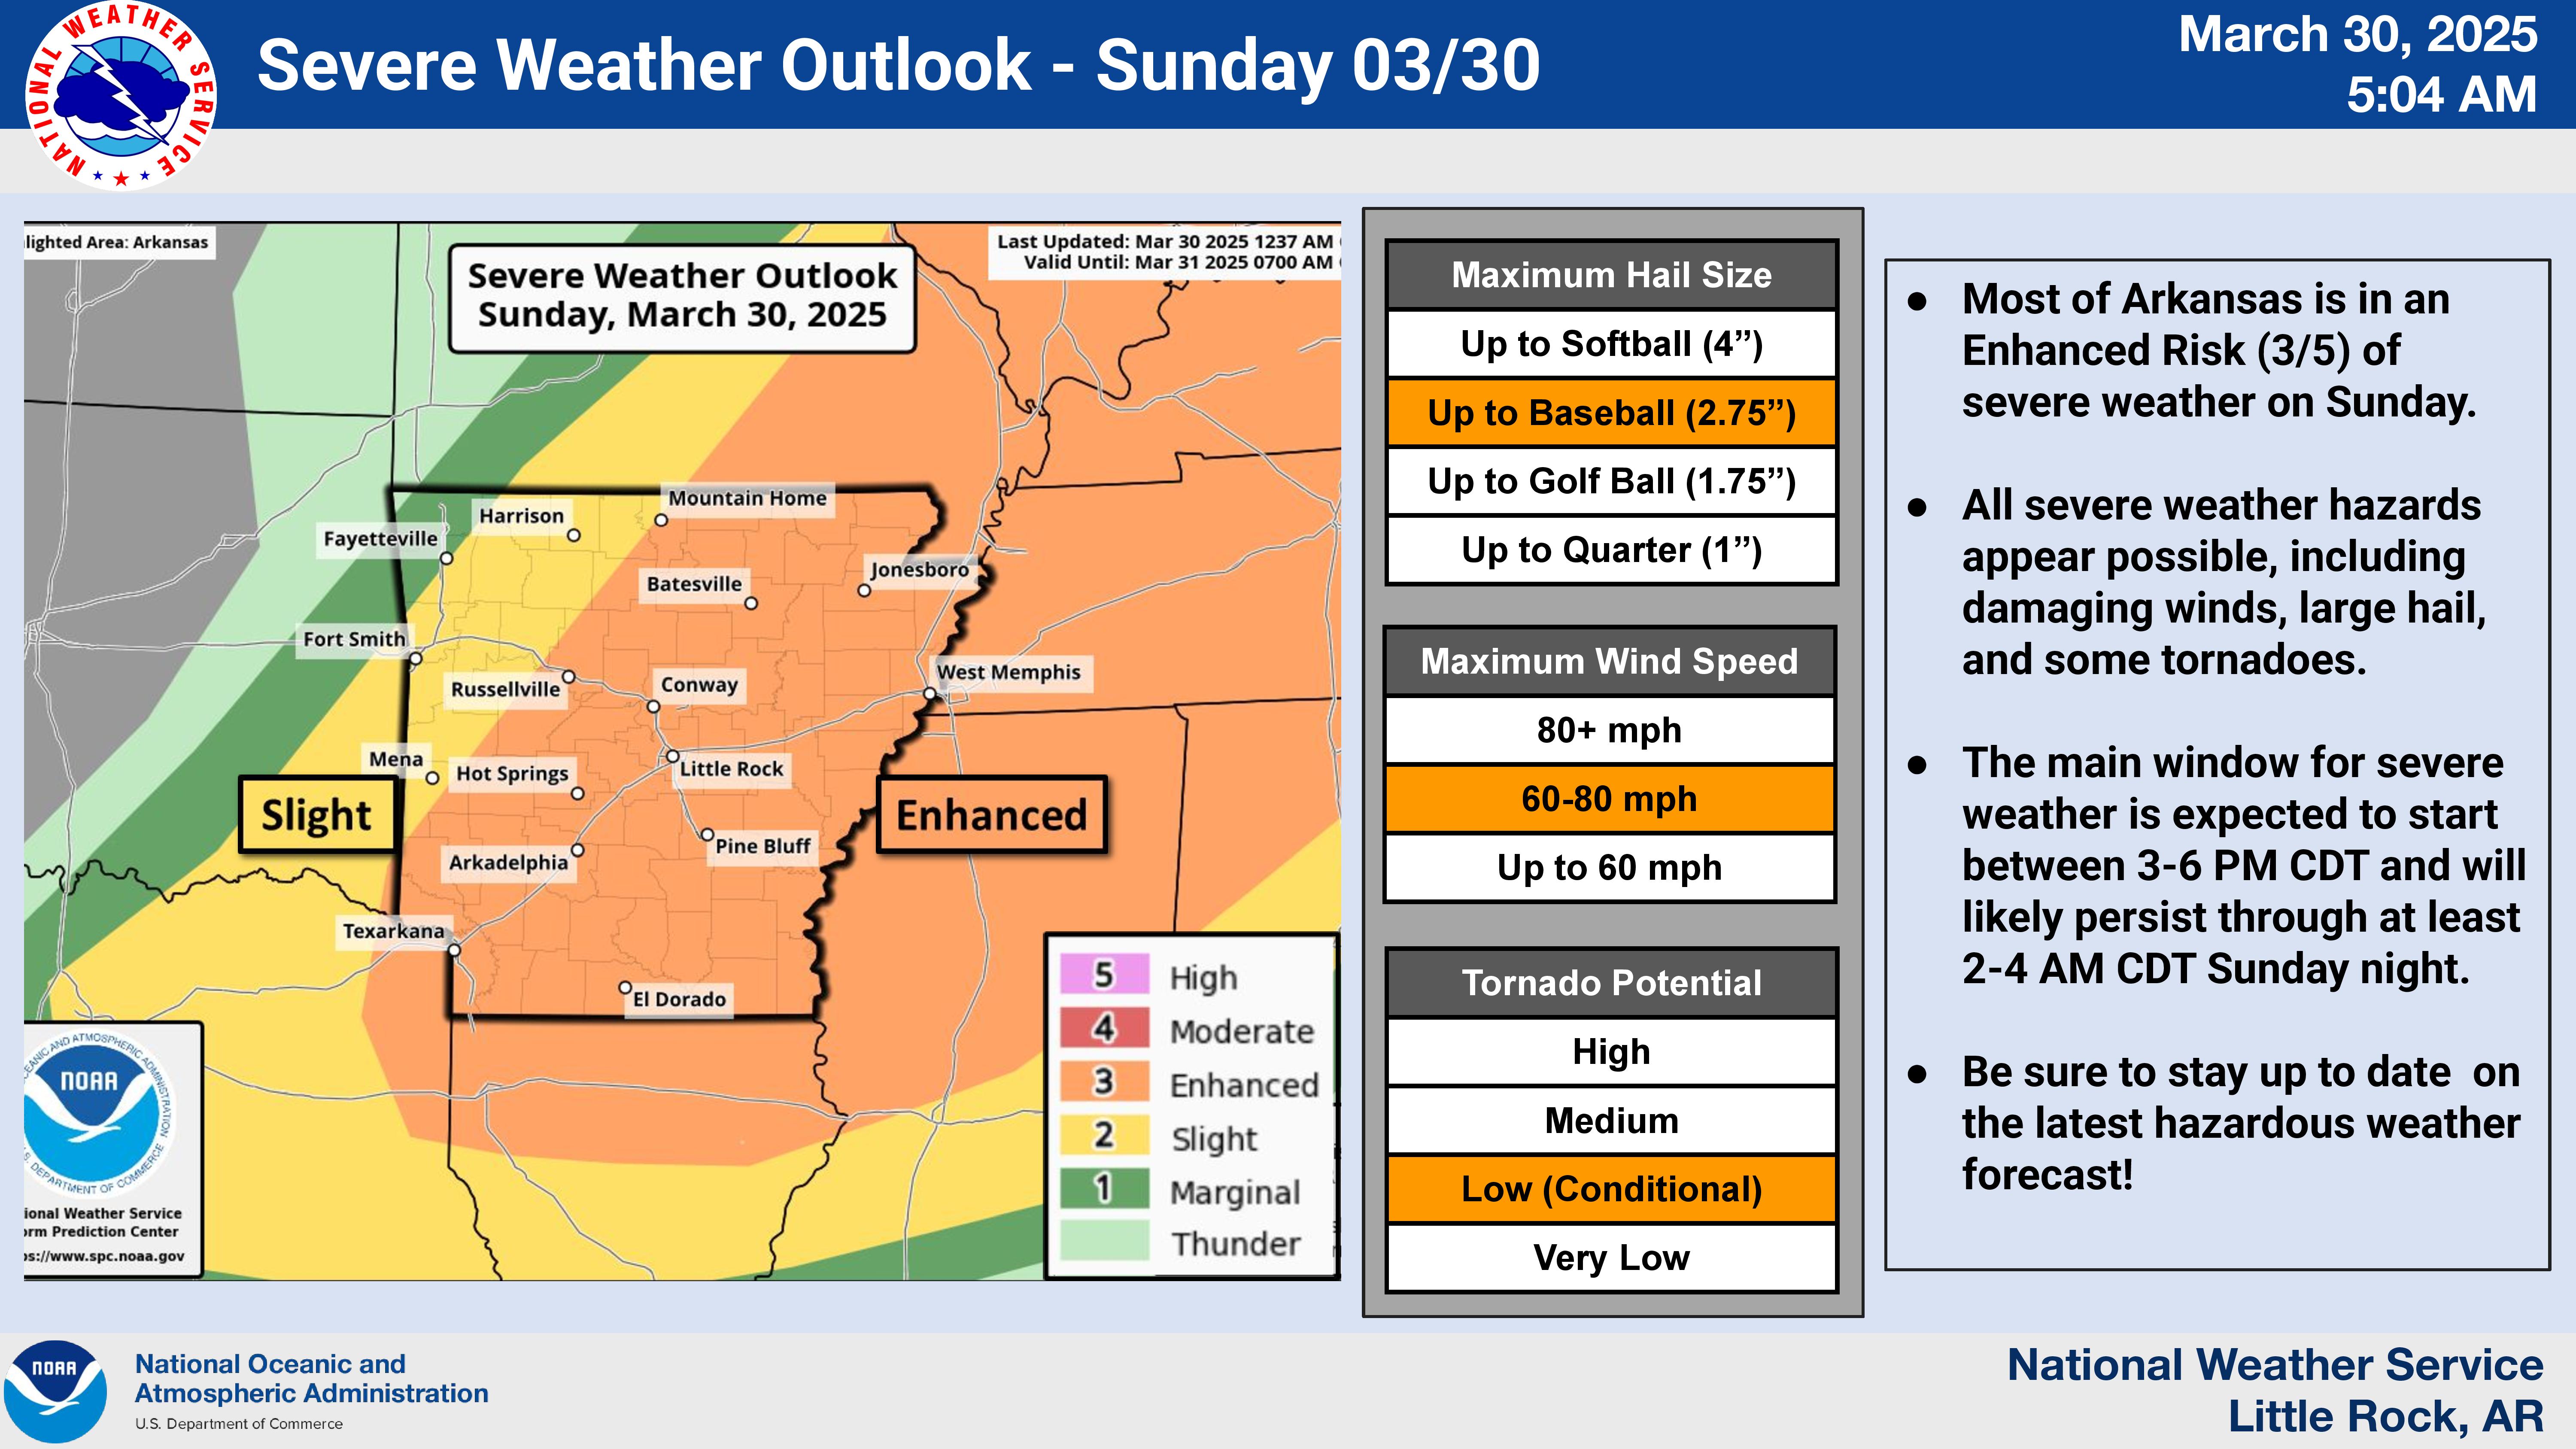 NATIONAL WEATHER SERVICE
Severe Weather Outlook - Sunday 03/30
March 30, 2025
5:04 AM
lighted Area: Arkansas
Severe Weather Outlook
Sunday, March 30, 2025
Last Updated: Mar 30 2025 1237 AM
Valid Until: Mar 31 2025 0700 AM
Mountain Home
Harrison
Fayetteville
Jonesboro
Batesville
Fort Smith
West Memphis
Russellville
Conway
Mena
Hot Springs
Little Rock
Slight
Enhanced
Pine Bluff
Arkadelphia
Texarkana
El Dorado
5 High
4 Moderate
3 Enhanced
2 Slight
1 Marginal
Thunder
NOAA
ional Weather Service
rm Prediction Center
s://www.spc.noaa.gov
Maximum Hail Size
Up to Softball (4”)
Up to Baseball (2.75”)
Up to Golf Ball (1.75”)
Up to Quarter (1”)
Maximum Wind Speed
80+ mph
60-80 mph
Up to 60 mph
Tornado Potential
High
Medium
Low (Conditional)
Very Low
● Most of Arkansas is in an
Enhanced Risk (3/5) of
severe weather on Sunday.
● All severe weather hazards
appear possible, including
damaging winds, large hail,
and some tornadoes.
● The main window for severe
weather is expected to start
between 3-6 PM CDT and will
likely persist through at least
2-4 AM CDT Sunday night.
● Be sure to stay up to date on
the latest hazardous weather
forecast!
NOAA
National Oceanic and
Atmospheric Administration
U.S. Department of Commerce
National Weather Service
Little Rock, AR